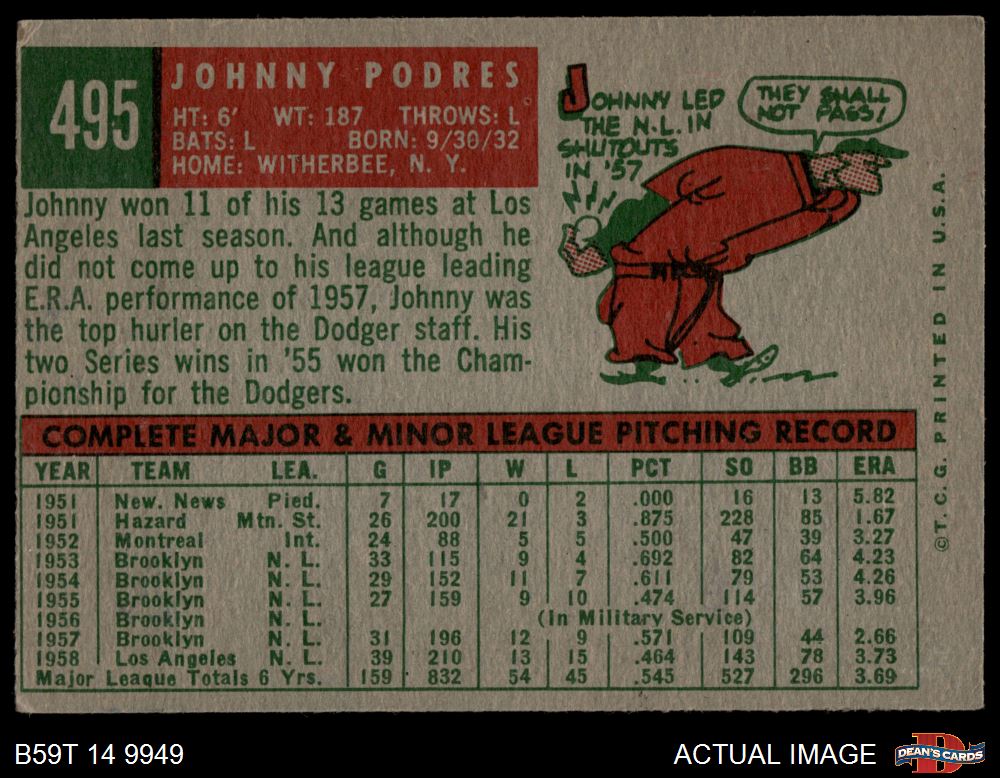 495
JOHNNY PODRES
HT: 6' WT: 187 THROWS: L
BATS: L BORN: 9/30/32
HOME: WITHERBEE, N. Y.
JOHNNY LED
THE N.L. IN
SHUTOUTS
IN '57
THEY SHALL
NOT PASS!
Johnny won 11 of his 13 games at Los
Angeles last season. And although he
did not come up to his league leading
E.R.A. performance of 1957, Johnny was
the top hurler on the Dodger staff. His
two Series wins in '55 won the Cham-
pionship for the Dodgers.
COMPLETE MAJOR & MINOR LEAGUE PITCHING RECORD
YEAR TEAM LEA. G IP W L PCT SO BB ERA
1951 New. News Pied. 7 17 0 2 .000 16 13 5.82
1951 Hazard Mtn. St. 26 200 21 3 .875 228 85 1.67
1952 Montreal Int. 24 88 5 5 .500 47 39 3.27
1953 Brooklyn N. L. 33 115 9 4 .692 82 64 4.23
1954 Brooklyn N. L. 29 152 11 7 .611 79 53 4.26
1955 Brooklyn N. L. 27 159 9 10 .474 114 57 3.96
1956 Brooklyn N. L. (In Military Service)
1957 Brooklyn N. L. 31 196 12 9 .571 109 44 2.66
1958 Los Angeles N. L. 39 210 13 15 .464 143 78 3.73
Major League Totals 6 Yrs. 159 832 54 45 .545 527 296 3.69
© T. C. G. PRINTED IN U.S.A.
B59T 14 9949
ACTUAL IMAGE
DEAN'S CARDS